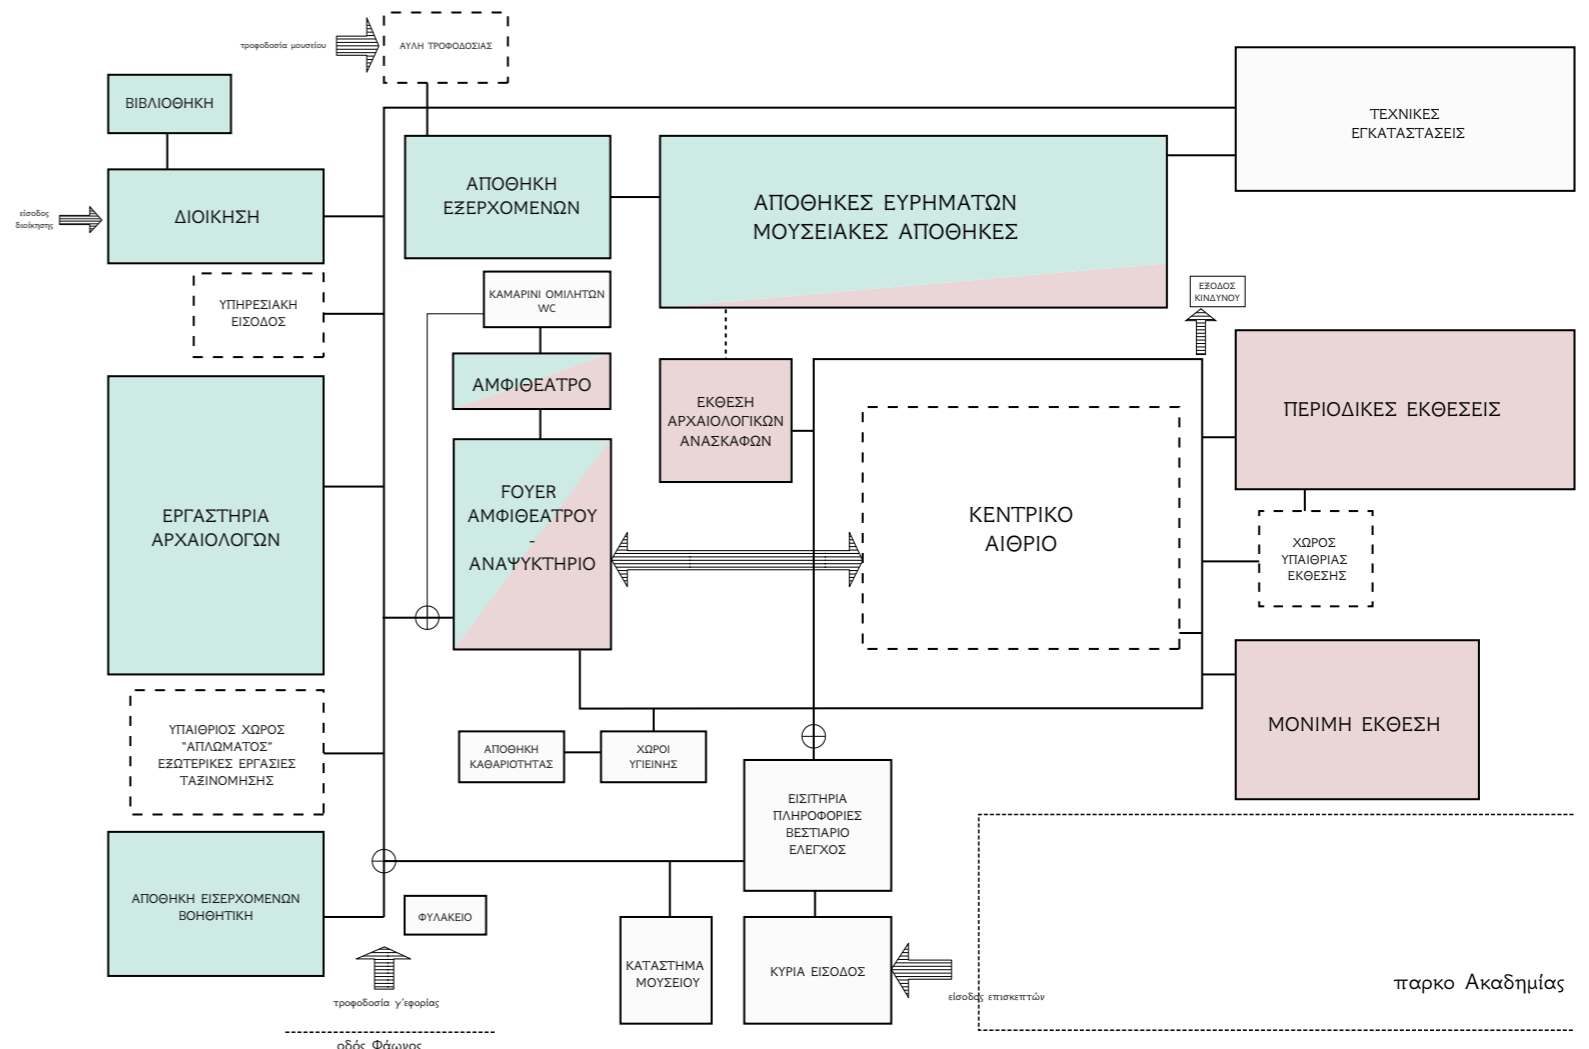 τροφοδοσία μουσείου
ΑΥΛΗ ΤΡΟΦΟΔΟΣΙΑΣ
ΒΙΒΛΙΟΘΗΚΗ
ΤΕΧΝΙΚΕΣ
ΕΓΚΑΤΑΣΤΑΣΕΙΣ
είσοδος
διοίκησης
ΔΙΟΙΚΗΣΗ
ΑΠΟΘΗΚΗ
ΕΞΕΡΧΟΜΕΝΩΝ
ΑΠΟΘΗΚΕΣ ΕΥΡΗΜΑΤΩΝ
ΜΟΥΣΕΙΑΚΕΣ ΑΠΟΘΗΚΕΣ
ΥΠΗΡΕΣΙΑΚΗ
ΕΙΣΟΔΟΣ
ΚΑΜΑΡΙΝΙ ΟΜΙΛΗΤΩΝ
WC
ΕΞΟΔΟΣ
ΚΙΝΔΥΝΟΥ
ΑΜΦΙΘΕΑΤΡΟ
ΕΚΘΕΣΗ
ΑΡΧΑΙΟΛΟΓΙΚΩΝ
ΑΝΑΣΚΑΦΩΝ
ΠΕΡΙΟΔΙΚΕΣ ΕΚΘΕΣΕΙΣ
ΕΡΓΑΣΤΗΡΙΑ
ΑΡΧΑΙΟΛΟΓΩΝ
FOYER
ΑΜΦΙΘΕΑΤΡΟΥ
-
ΑΝΑΨΥΚΤΗΡΙΟ
ΚΕΝΤΡΙΚΟ
ΑΙΘΡΙΟ
ΧΩΡΟΣ
ΥΠΑΙΘΡΙΑΣ
ΕΚΘΕΣΗΣ
ΥΠΑΙΘΡΙΟΣ ΧΩΡΟΣ
"ΑΠΛΩΜΑΤΟΣ"
ΕΞΩΤΕΡΙΚΕΣ ΕΡΓΑΣΙΕΣ
ΤΑΞΙΝΟΜΗΣΗΣ
ΑΠΟΘΗΚΗ
ΚΑΘΑΡΙΟΤΗΤΑΣ
ΧΩΡΟΙ
ΥΓΙΕΙΝΗΣ
ΜΟΝΙΜΗ ΕΚΘΕΣΗ
ΕΙΣΙΤΗΡΙΑ
ΠΛΗΡΟΦΟΡΙΕΣ
ΒΕΣΤΙΑΡΙΟ
ΕΛΕΓΧΟΣ
ΑΠΟΘΗΚΗ ΕΙΣΕΡΧΟΜΕΝΩΝ
ΒΟΗΘΗΤΙΚΗ
ΦΥΛΑΚΕΙΟ
ΚΑΤΑΣΤΗΜΑ
ΜΟΥΣΕΙΟΥ
ΚΥΡΙΑ ΕΙΣΟΔΟΣ
είσοδος επισκεπτών
παρκο Ακαδημίας
τροφοδοσία γ'εφορίας
οδός Φάωνος